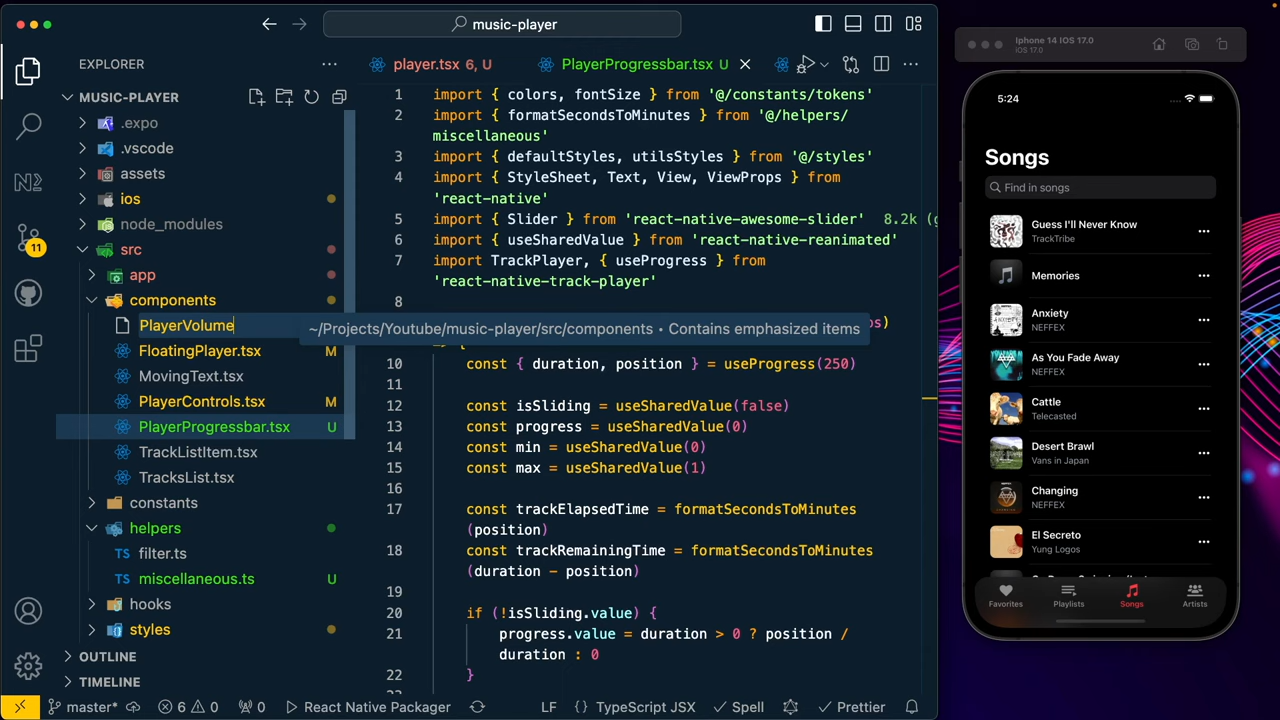 music-player
EXPLORER
MUSIC-PLAYER
.expo
.vscode
assets
ios
node_modules
src
app
components
PlayerVolume
FloatingPlayer.tsx M
MovingText.tsx
PlayerControls.tsx M
PlayerProgressbar.tsx U
TrackListItem.tsx
TracksList.tsx
constants
helpers
filter.ts
miscellaneous.ts U
hooks
styles
OUTLINE
TIMELINE
11
player.tsx 6, U
PlayerProgressbar.tsx U
1 import { colors, fontSize } from '@/constants/tokens'
2 import { formatSecondsToMinutes } from '@/helpers/
miscellaneous'
3 import { defaultStyles, utilsStyles } from '@/styles'
4 import { StyleSheet, Text, View, ViewProps } from
'react-native'
5 import { Slider } from 'react-native-awesome-slider' 8.2k (g
6 import { useSharedValue } from 'react-native-reanimated'
7 import TrackPlayer, { useProgress } from
'react-native-track-player'
8
~/Projects/Youtube/music-player/src/components • Contains emphasized items
ps)
10 const { duration, position } = useProgress(250)
11
12 const isSliding = useSharedValue(false)
13 const progress = useSharedValue(0)
14 const min = useSharedValue(0)
15 const max = useSharedValue(1)
16
17 const trackElapsedTime = formatSecondsToMinutes
(position)
18 const trackRemainingTime = formatSecondsToMinutes
(duration - position)
19
20 if (!isSliding.value) {
21 progress.value = duration > 0 ? position /
duration : 0
22 }
master* 6 0 0 React Native Packager LF {} TypeScript JSX Spell Prettier
Iphone 14 IOS 17.0
iOS 17.0
5:24
Songs
Find in songs
Guess I'll Never Know
TrackTribe
Memories
Anxiety
NEFFEX
As You Fade Away
NEFFEX
Cattle
Telecasted
Desert Brawl
Vans in Japan
Changing
NEFFEX
El Secreto
Yung Logos
Favorites Playlists Songs Artists